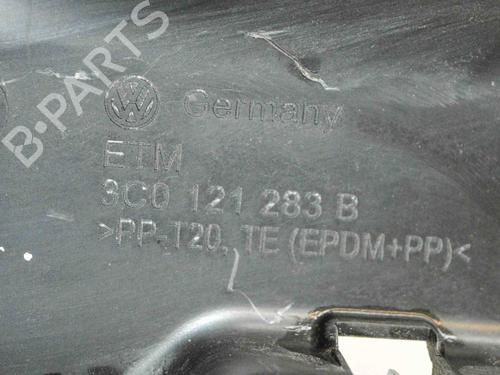 B-PARTS
Germany
ETM
3C0 121 283 B
>PP-T20, TE (EPDM+PP)<